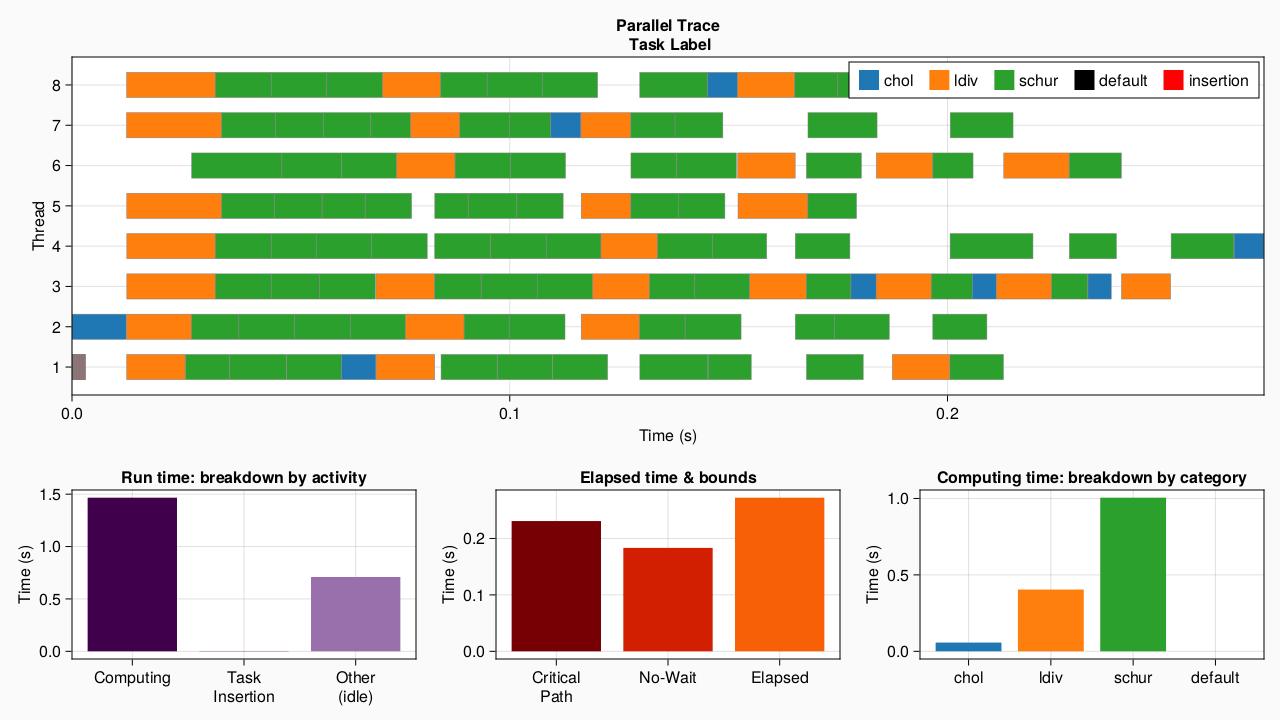 Parallel Trace
Task Label
chol ldiv schur default insertion
Thread
8
7
6
5
4
3
2
1
0.0 0.1 0.2
Time (s)
Run time: breakdown by activity
Time (s)
1.5
1.0
0.5
0.0
Computing Task Insertion Other (idle)
Elapsed time & bounds
Time (s)
0.2
0.1
0.0
Critical Path No-Wait Elapsed
Computing time: breakdown by category
Time (s)
1.0
0.5
0.0
chol ldiv schur default